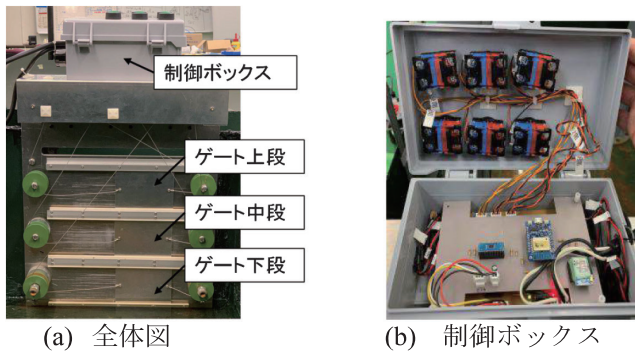 制御ボックス
ゲート上段
ゲート中段
ゲート下段
(a) 全体図
(b) 制御ボックス